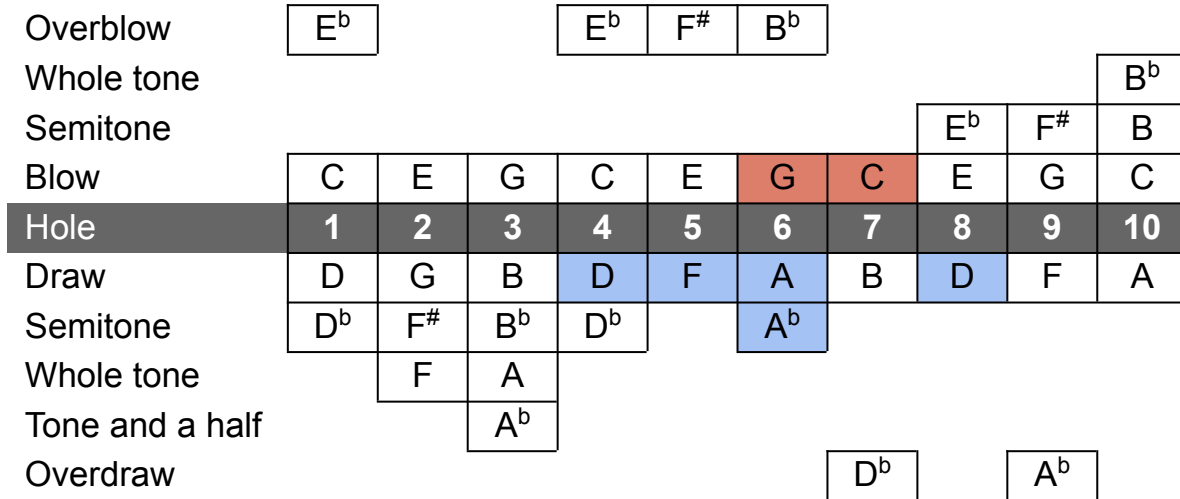 Overblow E♭ E♭ F# B♭
Whole tone B♭
Semitone E♭ F# B
Blow C E G C E G C E G C
Hole 1 2 3 4 5 6 7 8 9 10
Draw D G B D F A B D F A
Semitone D♭ F# B♭ D♭ A♭
Whole tone F A
Tone and a half A♭
Overdraw D♭ A♭